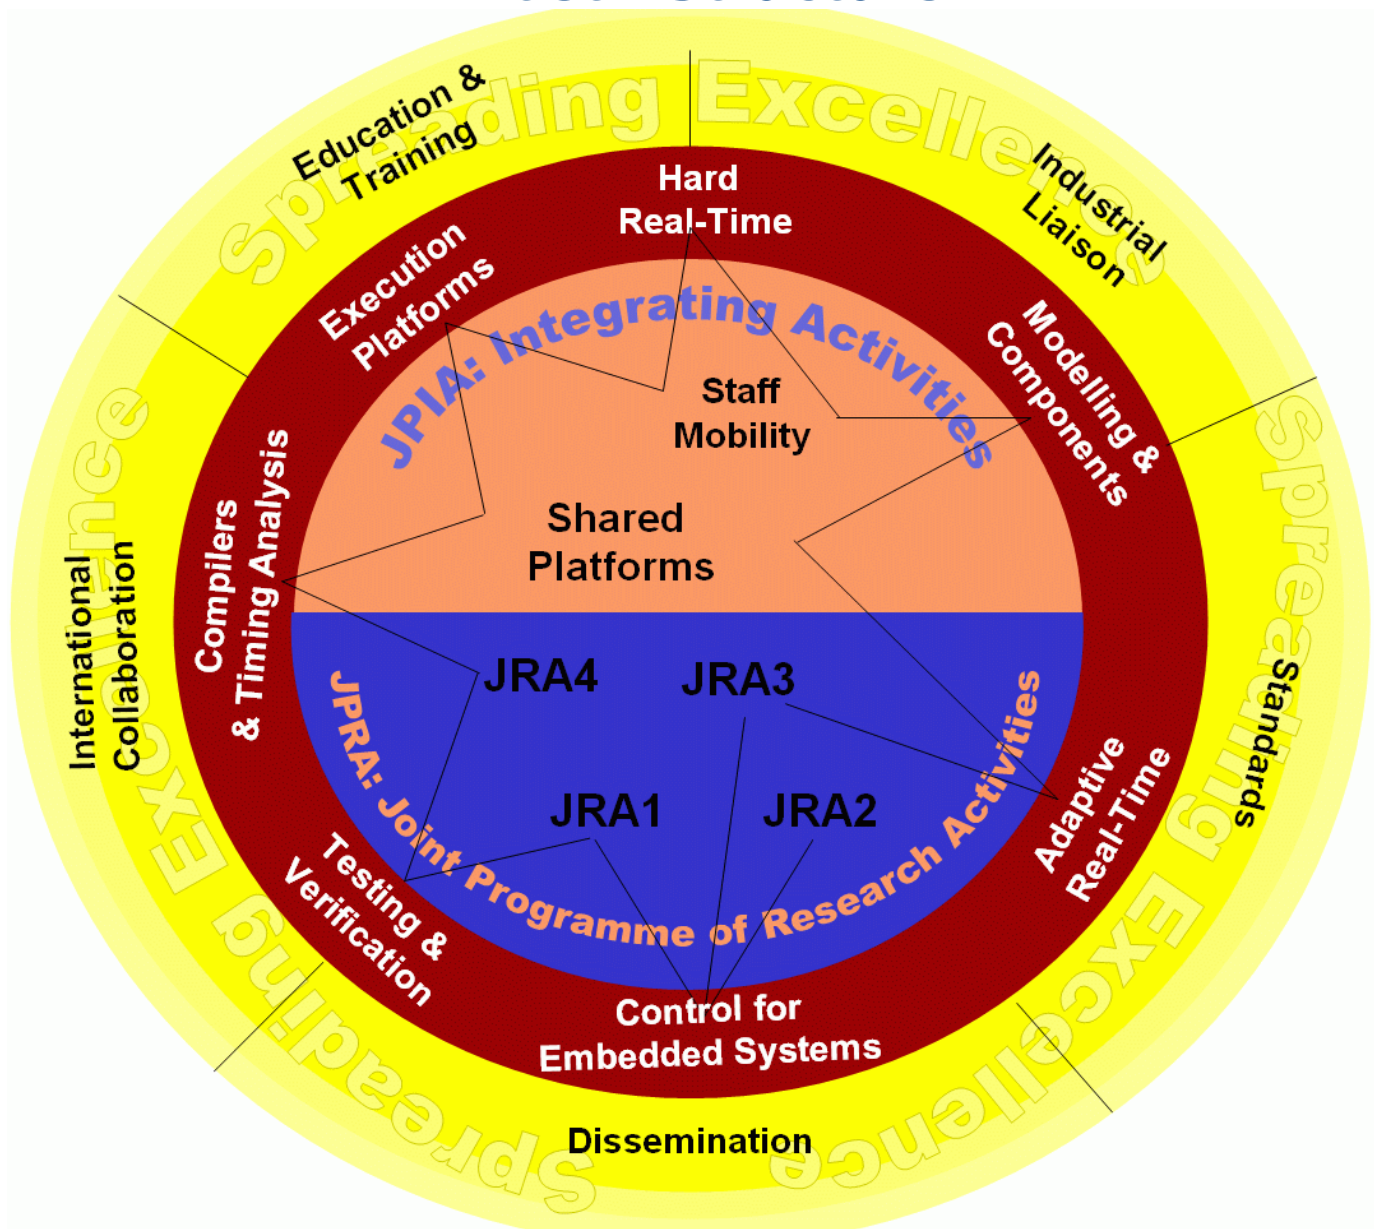 Spreading Excellence
Education &
Training
Industrial
Liaison
Hard
Real-Time
Execution
Platforms
Modelling &
Components
JPIA: Integrating Activities
Staff
Mobility
Shared
Platforms
Compilers
& Timing Analysis
International
Collaboration
Spreading Excellence
Spreading Excellence
Standards
JRA4
JRA3
JRA1
JRA2
JPRA: Joint Programme of Research Activities
Adaptive
Real-Time
Testing &
Verification
Control for
Embedded Systems
Dissemination